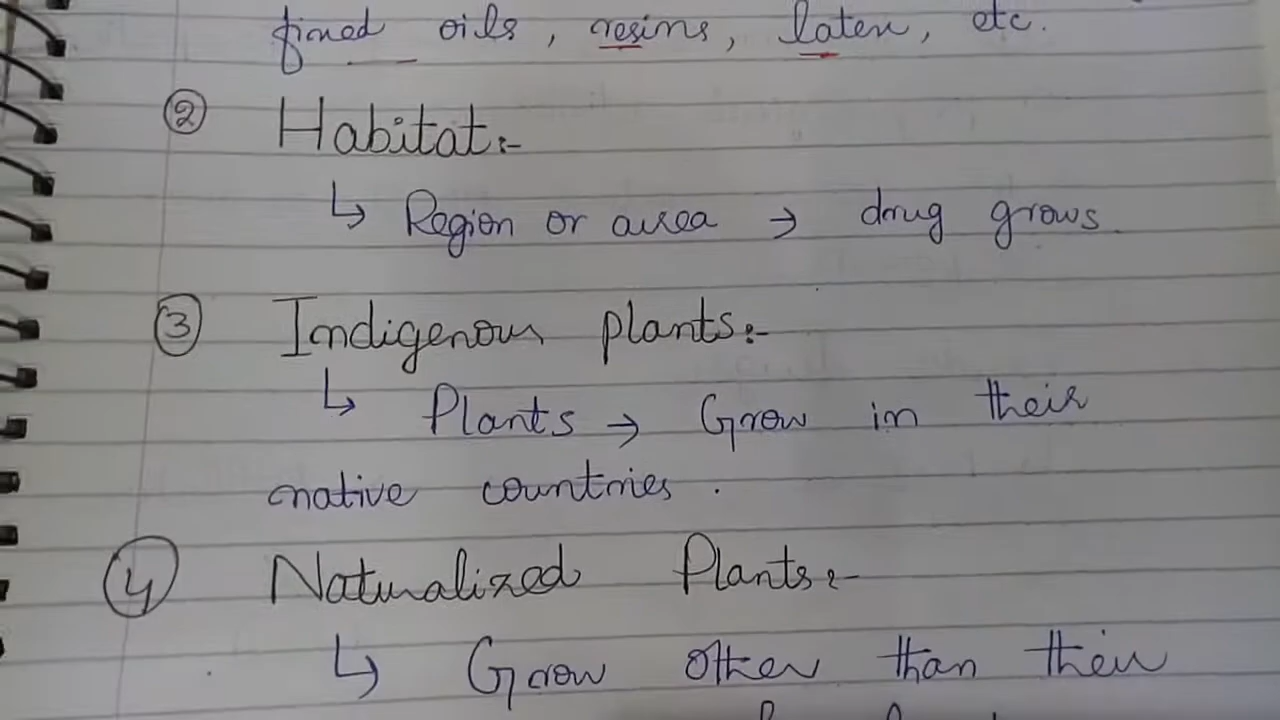 fixed oils, resins, latex, etc.
② Habitat:-
↳ Region or area → drug grows.
③ Indigenous plants:-
↳ Plants → Grow in their
native countries.
④ Naturalized Plants:-
↳ Grow other than their